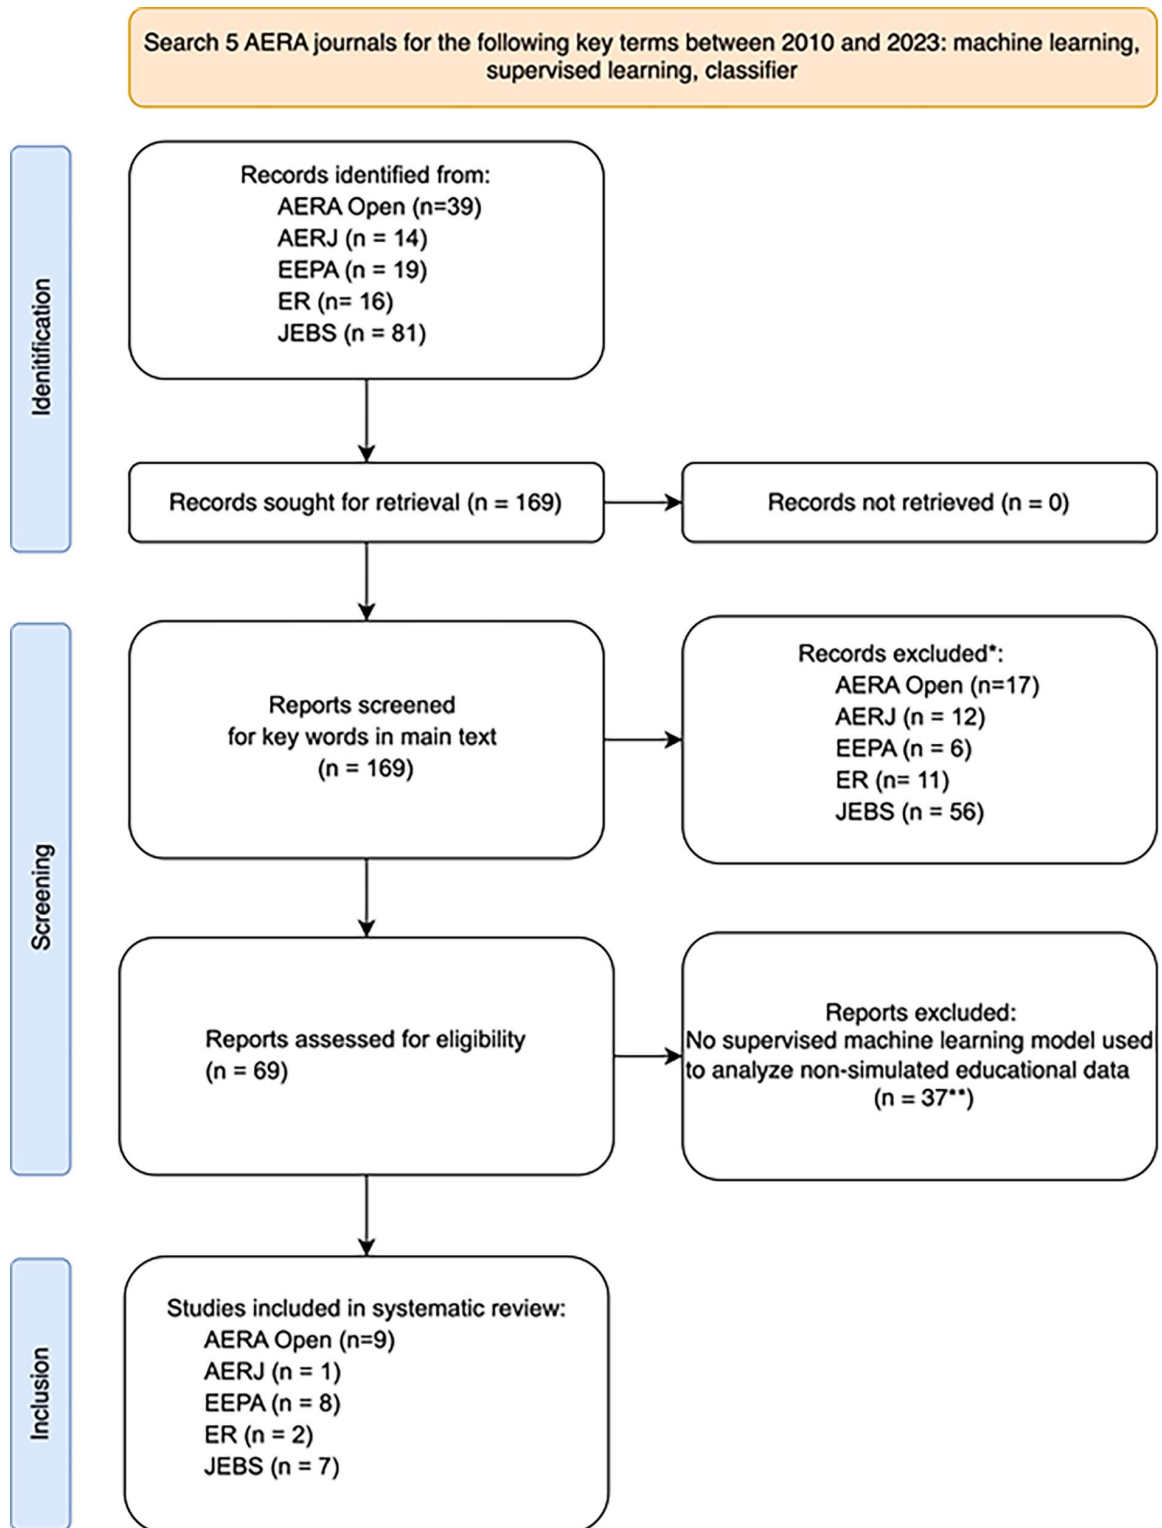 Search 5 AERA journals for the following key terms between 2010 and 2023: machine learning,
supervised learning, classifier
Idenitification
Records identified from:
AERA Open (n=39)
AERJ (n = 14)
EEPA (n = 19)
ER (n= 16)
JEBS (n = 81)
Records sought for retrieval (n = 169)
Records not retrieved (n = 0)
Screening
Reports screened
for key words in main text
(n = 169)
Records excluded*:
AERA Open (n=17)
AERJ (n = 12)
EEPA (n = 6)
ER (n= 11)
JEBS (n = 56)
Reports assessed for eligibility
(n = 69)
Reports excluded:
No supervised machine learning model used
to analyze non-simulated educational data
(n = 37**)
Inclusion
Studies included in systematic review:
AERA Open (n=9)
AERJ (n = 1)
EEPA (n = 8)
ER (n = 2)
JEBS (n = 7)